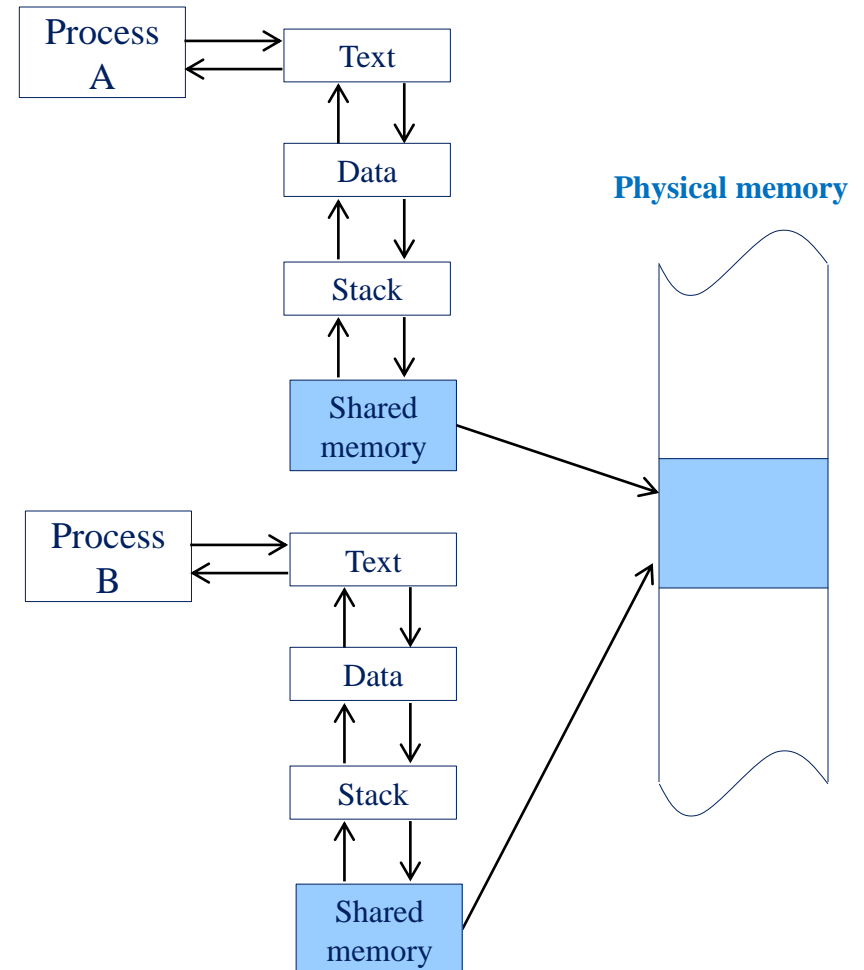 Process
A
Text
Data
Physical memory
Stack
Shared
memory
Process
B
Text
Data
Stack
Shared
memory